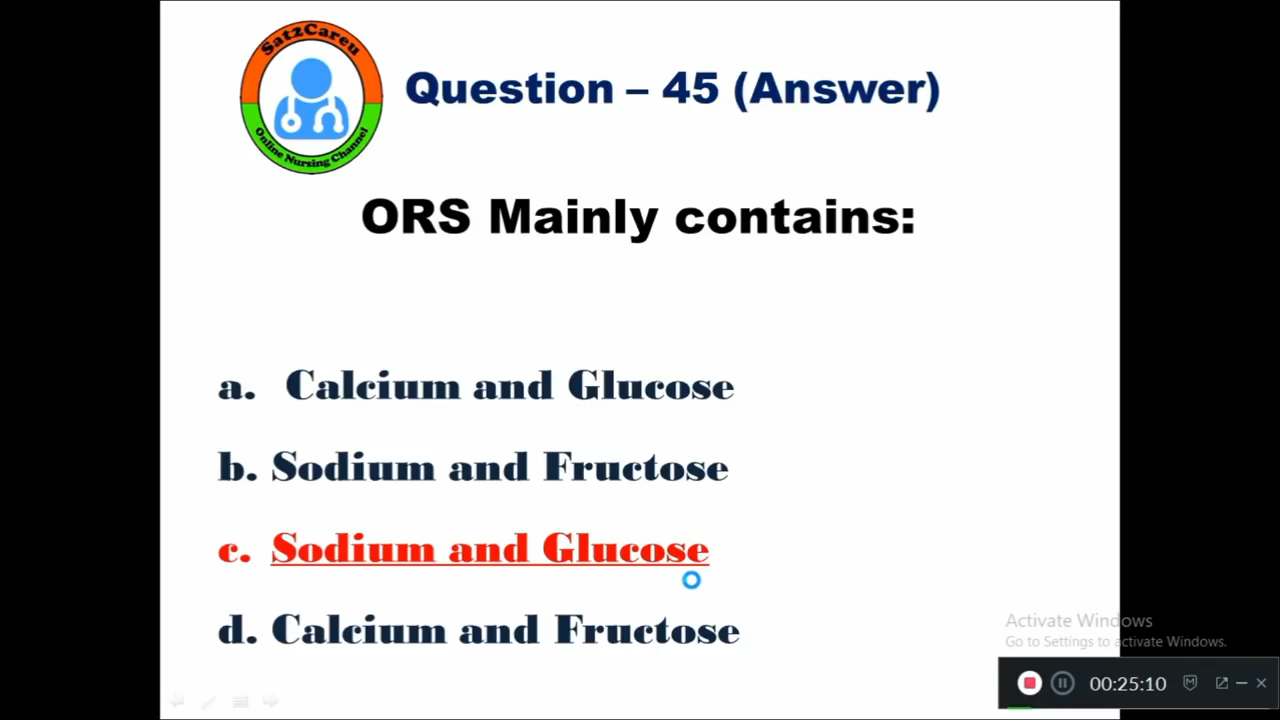 Sat2Careu
Online Nursing Channel
Question – 45 (Answer)
ORS Mainly contains:
a. Calcium and Glucose
b. Sodium and Fructose
c. Sodium and Glucose
d. Calcium and Fructose
Activate Windows
Go to Settings to activate Windows.
00:25:10